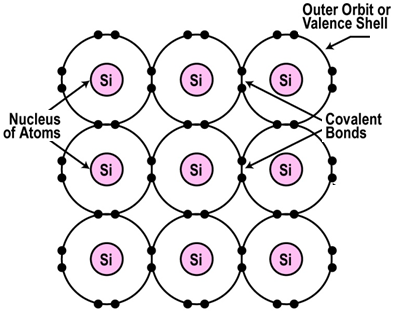 Outer Orbit or
Valence Shell
Si Si Si
Nucleus
of Atoms
Covalent
Bonds
Si Si Si
Si Si Si